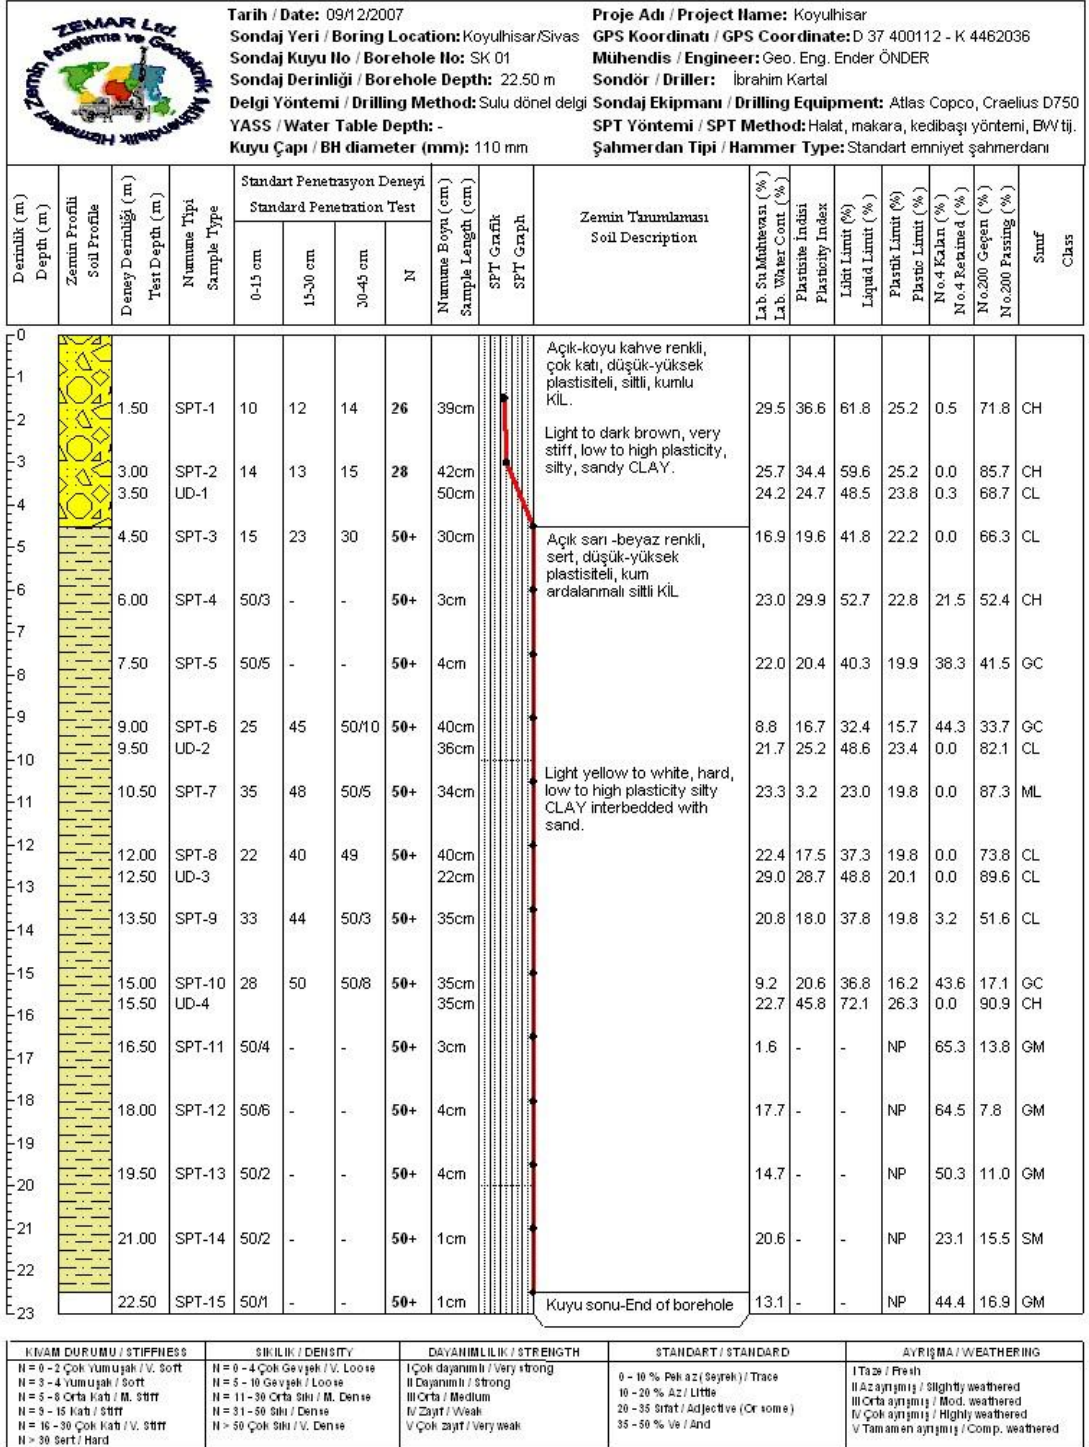 ZEMAR Ltd.
Zemin Araştırma ve Geoteknik Mühendislik Hizmetleri
Tarih / Date: 09/12/2007
Sondaj Yeri / Boring Location: Koyulhisar/Sivas
Sondaj Kuyu No / Borehole No: SK 01
Sondaj Derinliği / Borehole Depth: 22.50 m
Delgi Yöntemi / Drilling Method: Sulu dönel delgi
YASS / Water Table Depth: -
Kuyu Çapı / BH diameter (mm): 110 mm
Proje Adı / Project Name: Koyulhisar
GPS Koordinatı / GPS Coordinate: D 37 400112 - K 4462036
Mühendis / Engineer: Geo. Eng. Ender ÖNDER
Sondör / Driller: İbrahim Kartal
Sondaj Ekipmanı / Drilling Equipment: Atlas Copco, Craelius D750
SPT Yöntemi / SPT Method: Halat, makara, kedibaşı yöntemi, BW tij.
Şahmerdan Tipi / Hammer Type: Standart emniyet şahmerdanı
Derinlik ( m )
Depth ( m )
Zemin Profili
Soil Profile
Deney Derinliği ( m )
Test Depth ( m )
Numune Tipi
Sample Type
Standart Penetrasyon Deneyi
Standard Penetration Test
0-15 cm
15-30 cm
30-45 cm
N
Numune Boyu ( cm )
Sample Length ( cm )
SPT Grafik
SPT Graph
Zemin Tanımlaması
Soil Description
Lab. Su Muhtevası ( % )
Lab. Water Cont ( % )
Plastisite İndisi
Plasticity Index
Likit Limit (%)
Liquid Limit ( % )
Plastik Limit (%)
Plastic Limit ( % )
No.4 Kalan ( % )
No.4 Retained ( % )
No.200 Geçen ( % )
No.200 Passing ( % )
Sınıf
Class
0
1
2
3
4
5
6
7
8
9
10
11
12
13
14
15
16
17
18
19
20
21
22
23
1.50 SPT-1 10 12 14 26 39cm 29.5 36.6 61.8 25.2 0.5 71.8 CH
3.00 SPT-2 14 13 15 28 42cm 25.7 34.4 59.6 25.2 0.0 85.7 CH
3.50 UD-1 50cm 24.2 24.7 48.5 23.8 0.3 68.7 CL
4.50 SPT-3 15 23 30 50+ 30cm 16.9 19.6 41.8 22.2 0.0 66.3 CL
6.00 SPT-4 50/3 - - 50+ 3cm 23.0 29.9 52.7 22.8 21.5 52.4 CH
7.50 SPT-5 50/5 - - 50+ 4cm 22.0 20.4 40.3 19.9 38.3 41.5 GC
9.00 SPT-6 25 45 50/10 50+ 40cm 8.8 16.7 32.4 15.7 44.3 33.7 GC
9.50 UD-2 36cm 21.7 25.2 48.6 23.4 0.0 82.1 CL
10.50 SPT-7 35 48 50/5 50+ 34cm 23.3 3.2 23.0 19.8 0.0 87.3 ML
12.00 SPT-8 22 40 49 50+ 40cm 22.4 17.5 37.3 19.8 0.0 73.8 CL
12.50 UD-3 22cm 29.0 28.7 48.8 20.1 0.0 89.6 CL
13.50 SPT-9 33 44 50/3 50+ 35cm 20.8 18.0 37.8 19.8 3.2 51.6 CL
15.00 SPT-10 28 50 50/8 50+ 35cm 9.2 20.6 36.8 16.2 43.6 17.1 GC
15.50 UD-4 35cm 22.7 45.8 72.1 26.3 0.0 90.9 CH
16.50 SPT-11 50/4 - - 50+ 3cm 1.6 - - NP 65.3 13.8 GM
18.00 SPT-12 50/6 - - 50+ 4cm 17.7 - - NP 64.5 7.8 GM
19.50 SPT-13 50/2 - - 50+ 4cm 14.7 - - NP 50.3 11.0 GM
21.00 SPT-14 50/2 - - 50+ 1cm 20.6 - - NP 23.1 15.5 SM
22.50 SPT-15 50/1 - - 50+ 1cm 13.1 - - NP 44.4 16.9 GM
Açık-koyu kahve renkli,
çok katı, düşük-yüksek
plastisiteli, siltli, kumlu
KİL.
Light to dark brown, very
stiff, low to high plasticity,
silty, sandy CLAY.
Açık sarı -beyaz renkli,
sert, düşük-yüksek
plastisiteli, kum
ardalanmalı siltli KİL
Light yellow to white, hard,
low to high plasticity silty
CLAY interbedded with
sand.
Kuyu sonu-End of borehole
KIVAM DURUMU / STIFFNESS
N = 0 - 2 Çok Yumuşak / V. Soft
N = 3 - 4 Yumuşak / Soft
N = 5 - 8 Orta Katı / M. Stiff
N = 9 - 15 Katı / Stiff
N = 16 - 30 Çok Katı / V. Stiff
N > 30 Sert / Hard
SIKILIK / DENSITY
N = 0 - 4 Çok Gevşek / V. Loose
N = 5 - 10 Gevşek / Loose
N = 11 - 30 Orta Sıkı / M. Dense
N = 31 - 50 Sıkı / Dense
N > 50 Çok Sıkı / V. Dense
DAYANIMLILIK / STRENGTH
I Çok dayanımlı / Very strong
II Dayanımlı / Strong
III Orta / Medium
IV Zayıf / Weak
V Çok zayıf / Very weak
STANDART / STANDARD
0 - 10 % Pek az ( Seyrek ) / Trace
10 - 20 % Az / Little
20 - 35 Sıfat / Adjective (Or some )
35 - 50 % Ve / And
AYRIŞMA / WEATHERING
I Taze / Fresh
II Az ayrışmış / Slightly weathered
III Orta ayrışmış / Mod. weathered
IV Çok ayrışmış / Highly weathered
V Tamamen ayrışmış / Comp. weathered